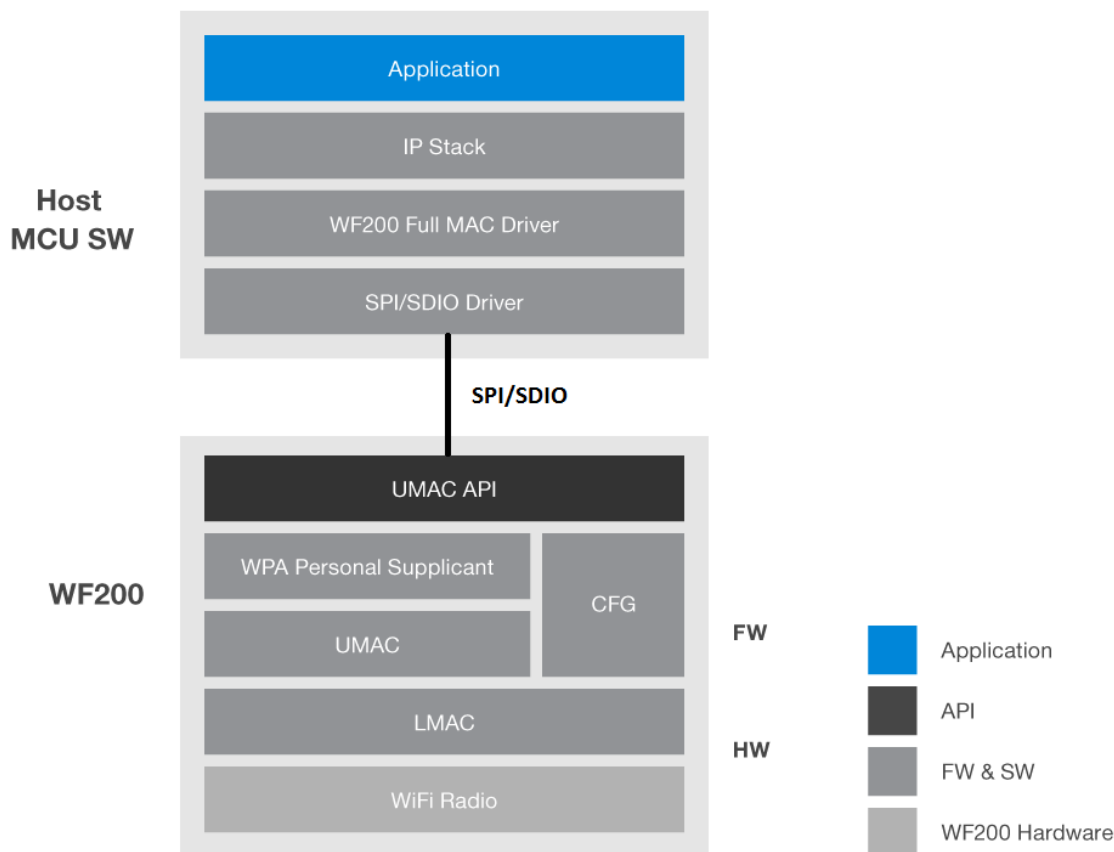 Application
IP Stack
Host
MCU SW
WF200 Full MAC Driver
SPI/SDIO Driver
SPI/SDIO
UMAC API
WPA Personal Supplicant
WF200
CFG
UMAC
LMAC
WiFi Radio
FW
HW
Application
API
FW & SW
WF200 Hardware